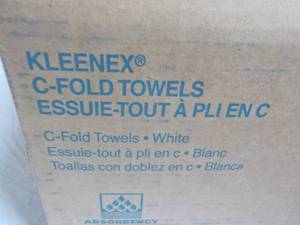 KLEENEX®
C-FOLD TOWELS
ESSUIE-TOUT À PLI EN C
C-Fold Towels • White
Essuie-tout à pli en c • Blanc
Toallas con doblez en c • Blanca
ABSORBENCY